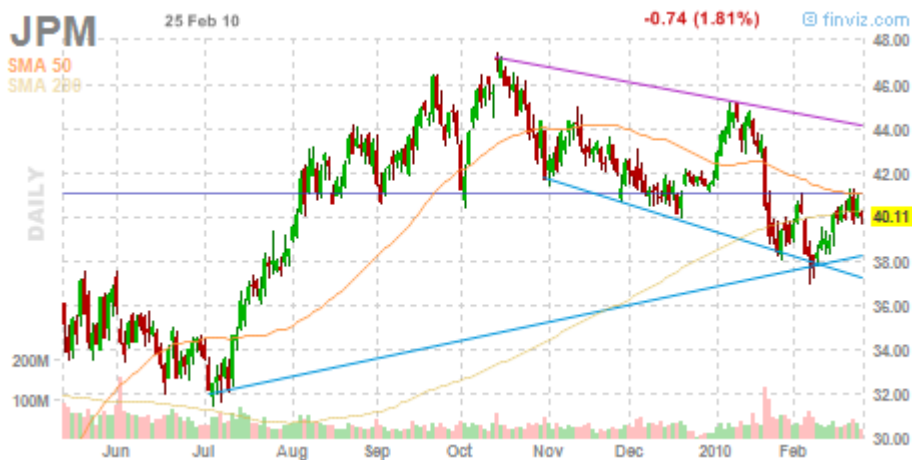 JPM
25 Feb 10
-0.74 (1.81%)
© finviz.com
SMA 50
SMA 200
DAILY
48.00
46.00
44.00
42.00
40.11
38.00
36.00
34.00
32.00
30.00
200M
100M
Jun Jul Aug Sep Oct Nov Dec 2010 Feb